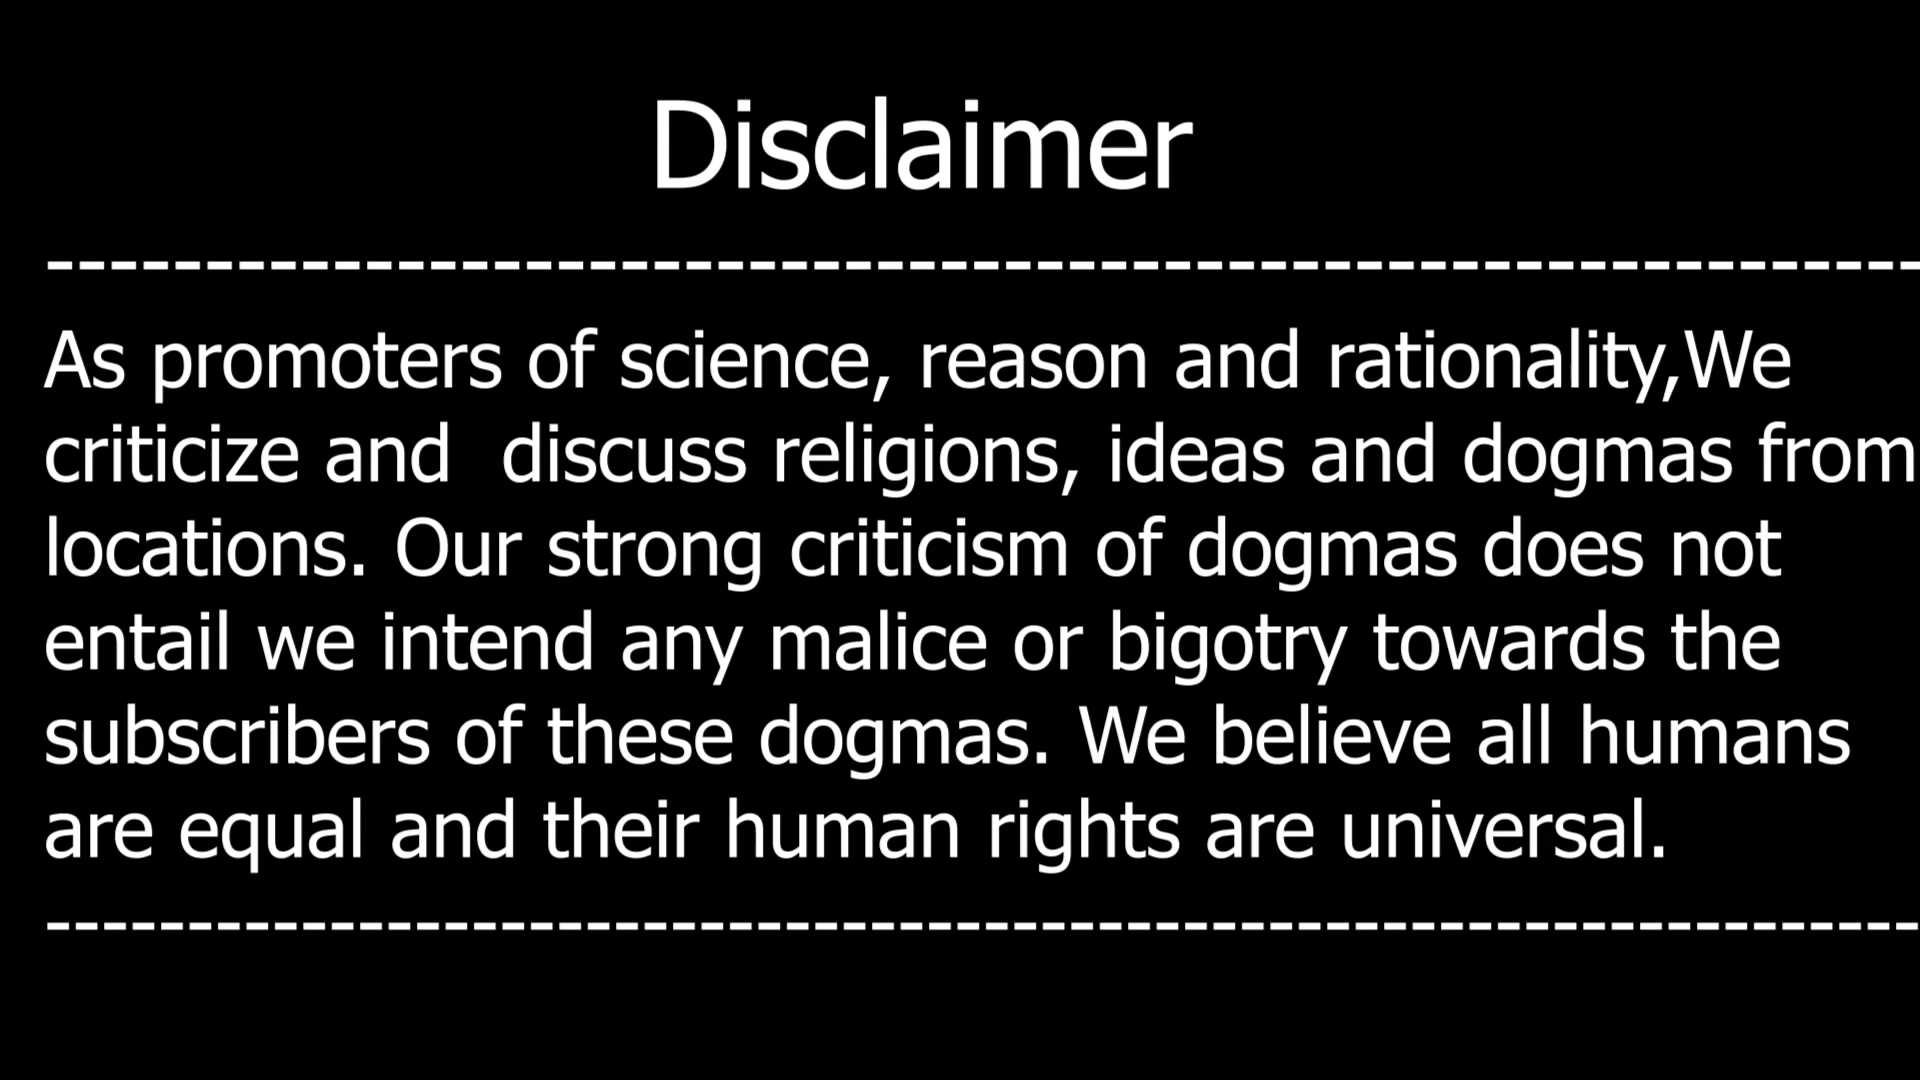 Disclaimer
------------------------------------------------------------
As promoters of science, reason and rationality,We
criticize and  discuss religions, ideas and dogmas from
locations. Our strong criticism of dogmas does not
entail we intend any malice or bigotry towards the
subscribers of these dogmas. We believe all humans
are equal and their human rights are universal.
------------------------------------------------------------------